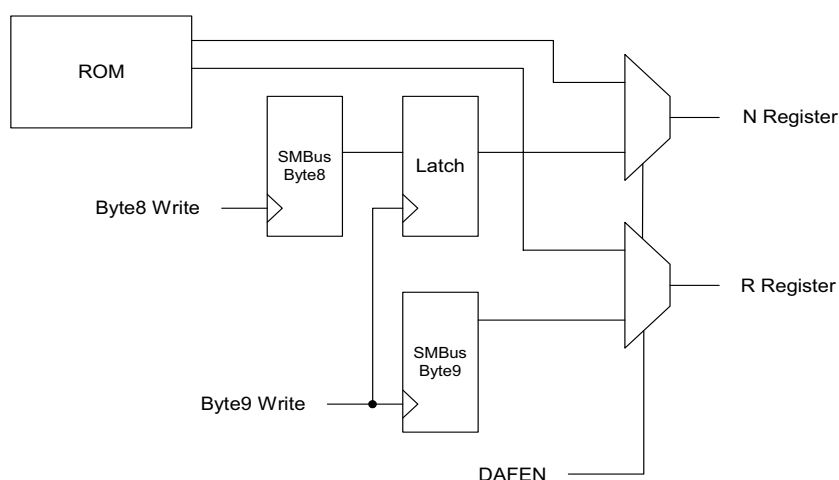 ROM
N Register
SMBus
Byte8
Latch
Byte8 Write
R Register
SMBus
Byte9
Byte9 Write
DAFEN